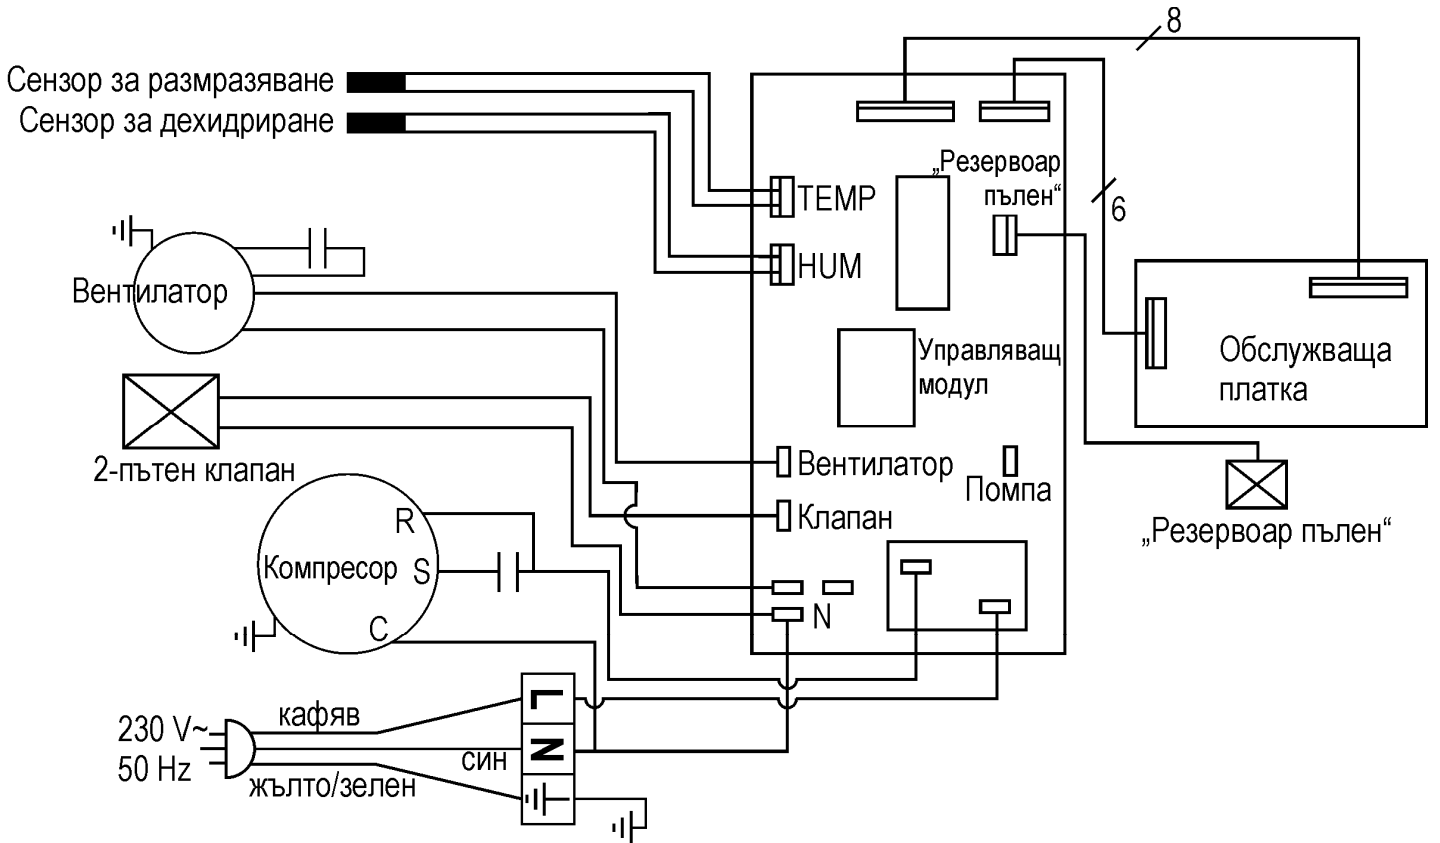 8
Сензор за размразяване
Сензор за дехидриране
„Резервоар
пълен“
TEMP
6
HUM
Вентилатор
Управляващ
модул
Обслужваща
платка
2-пътен клапан
Вентилатор
Помпа
R
Клапан
„Резервоар пълен“
Компресор
S
N
C
L
кафяв
230 V~
N
син
50 Hz
жълто/зелен